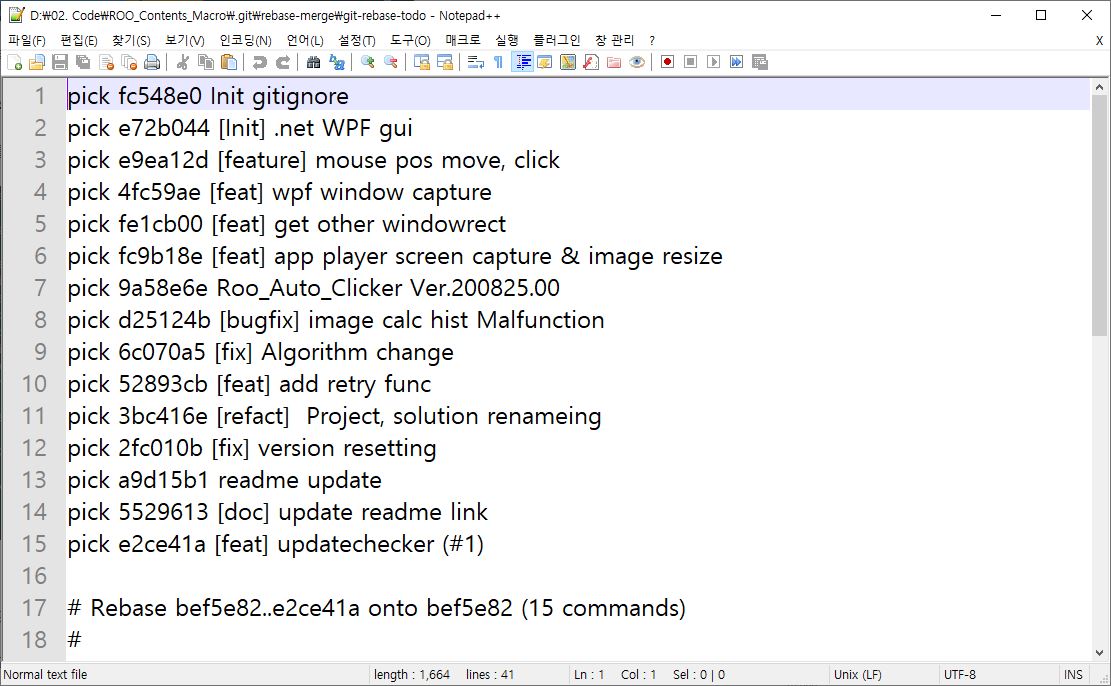 D:\02. Code\ROO_Contents_Macro\.git\rebase-merge\git-rebase-todo - Notepad++
파일(F) 편집(E) 찾기(S) 보기(V) 인코딩(N) 언어(L) 설정(T) 도구(O) 매크로 실행 플러그인 창 관리 ? X
1 pick fc548e0 Init gitignore
2 pick e72b044 [Init] .net WPF gui
3 pick e9ea12d [feature] mouse pos move, click
4 pick 4fc59ae [feat] wpf window capture
5 pick fe1cb00 [feat] get other windowrect
6 pick fc9b18e [feat] app player screen capture & image resize
7 pick 9a58e6e Roo_Auto_Clicker Ver.200825.00
8 pick d25124b [bugfix] image calc hist Malfunction
9 pick 6c070a5 [fix] Algorithm change
10 pick 52893cb [feat] add retry func
11 pick 3bc416e [refact]  Project, solution renameing
12 pick 2fc010b [fix] version resetting
13 pick a9d15b1 readme update
14 pick 5529613 [doc] update readme link
15 pick e2ce41a [feat] updatechecker (#1)
16
17 # Rebase bef5e82..e2ce41a onto bef5e82 (15 commands)
18 #
Normal text file length : 1,664 lines : 41 Ln : 1 Col : 1 Sel : 0 | 0 Unix (LF) UTF-8 INS